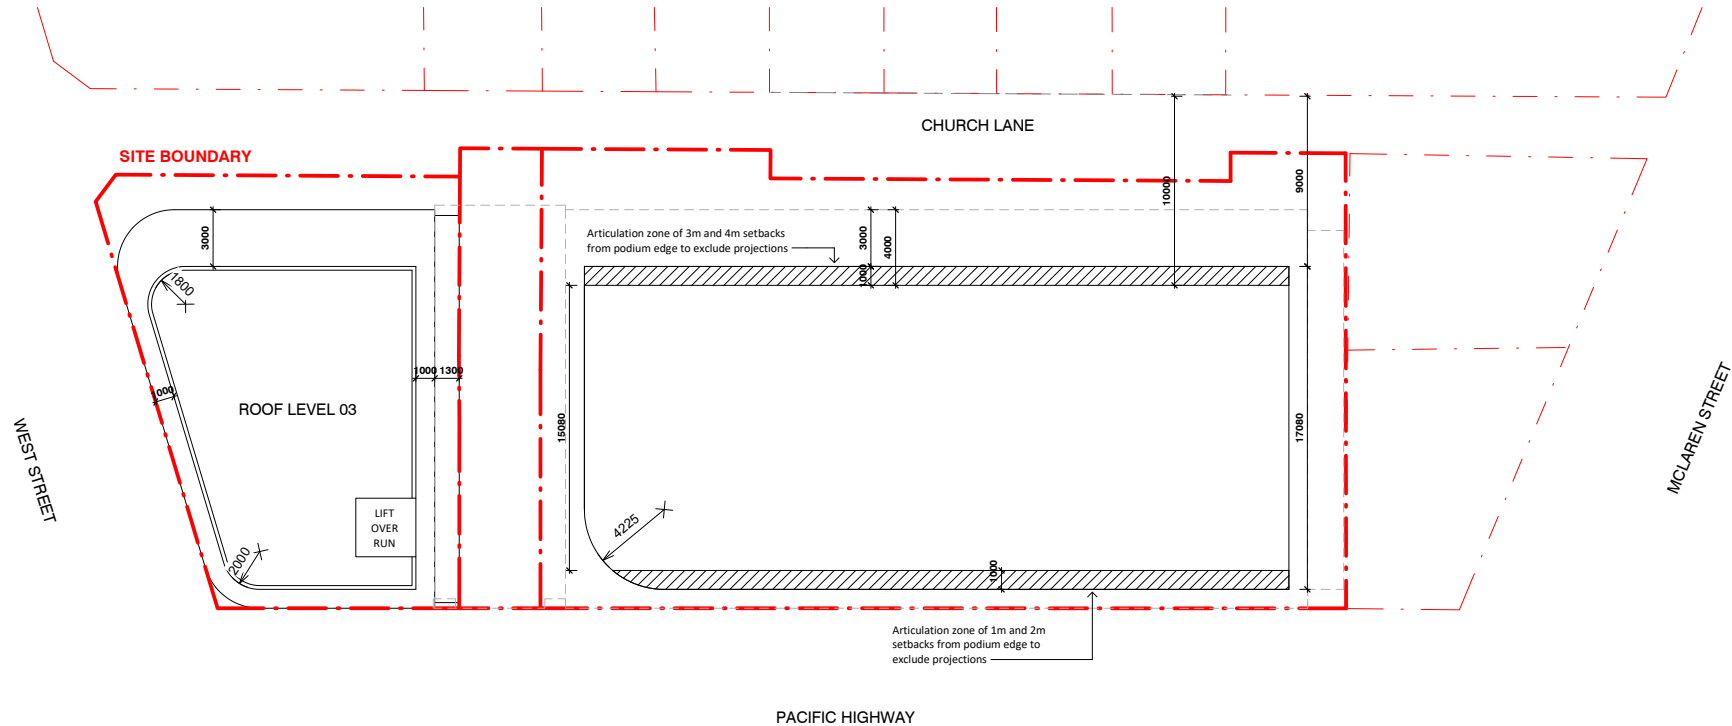 CHURCH LANE
SITE BOUNDARY
9000
10000
Articulation zone of 3m and 4m setbacks
from podium edge to exclude projections
3000
3000
4000
1000
1800
1000 1300
1000
ROOF LEVEL 03
15080
17080
WEST STREET
MCLAREN STREET
LIFT
OVER
RUN
4225
2000
1000
Articulation zone of 1m and 2m
setbacks from podium edge to
exclude projections
PACIFIC HIGHWAY